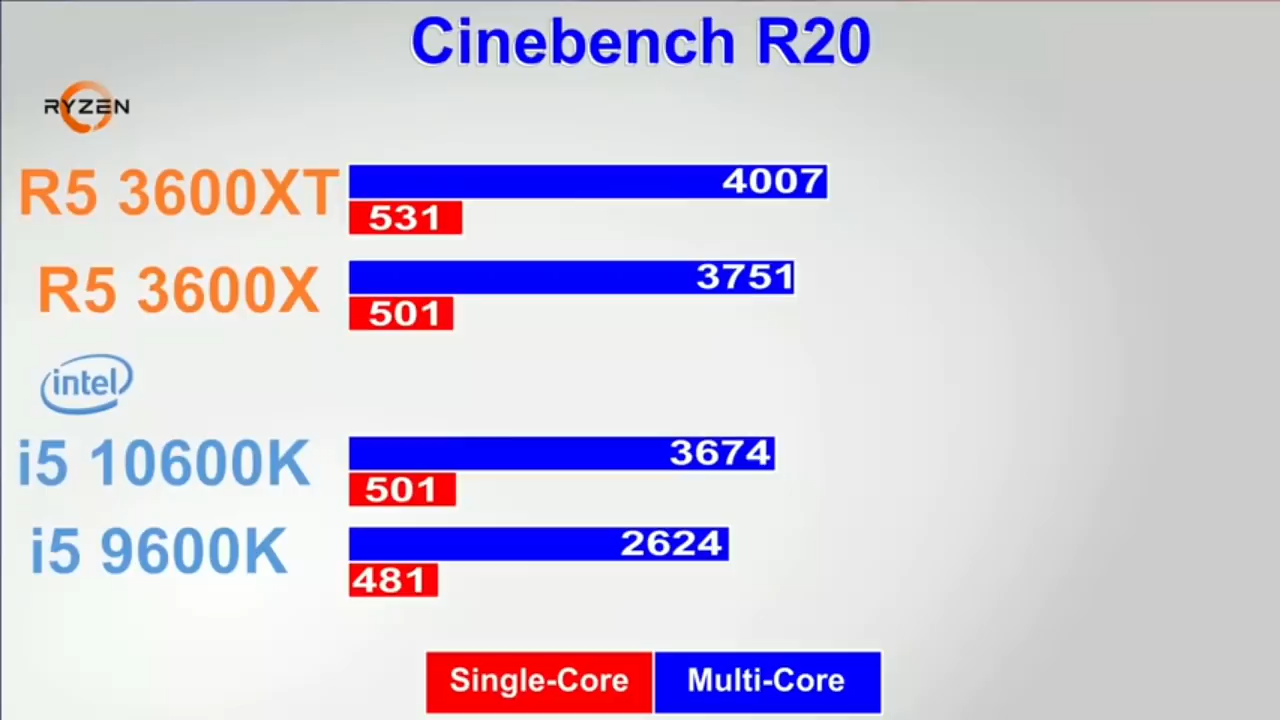 Cinebench R20
RYZEN
R5 3600XT
4007
531
R5 3600X
3751
501
intel
i5 10600K
3674
501
i5 9600K
2624
481
Single-Core Multi-Core